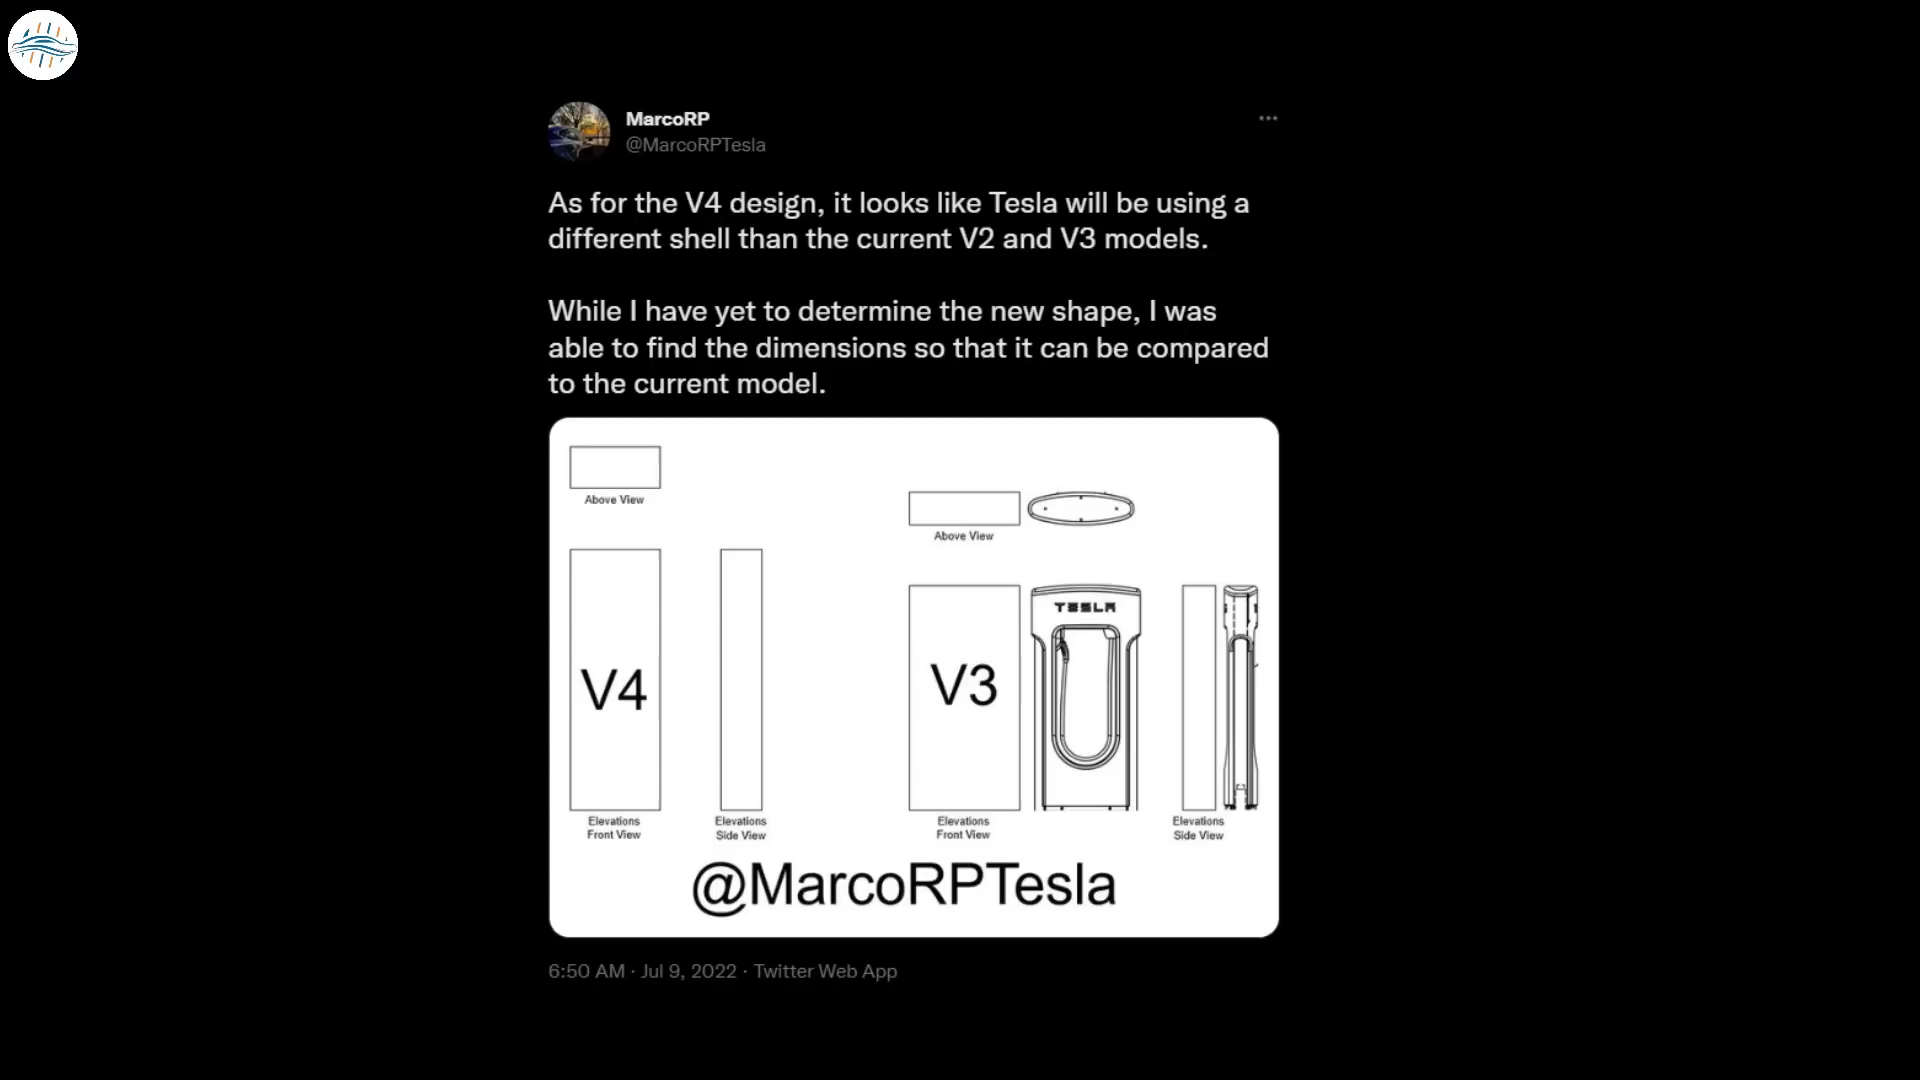 MarcoRP
@MarcoRPTesla
As for the V4 design, it looks like Tesla will be using a
different shell than the current V2 and V3 models.
While I have yet to determine the new shape, I was
able to find the dimensions so that it can be compared
to the current model.
Above View
Above View
TESLA
V4
V3
Elevations
Front View
Elevations
Side View
Elevations
Front View
Elevations
Side View
@MarcoRPTesla
6:50 AM · Jul 9, 2022 · Twitter Web App